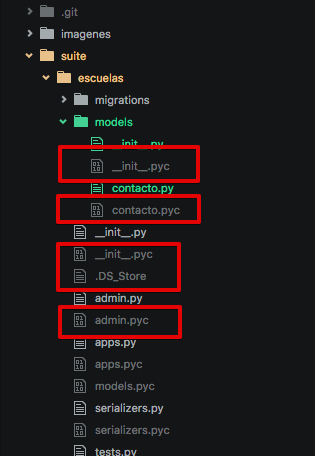 .git
imagenes
suite
escuelas
migrations
models
__init__.py
__init__.pyc
contacto.py
contacto.pyc
__init__.py
__init__.pyc
.DS_Store
admin.py
admin.pyc
apps.py
apps.pyc
models.pyc
serializers.py
serializers.pyc
tests.py